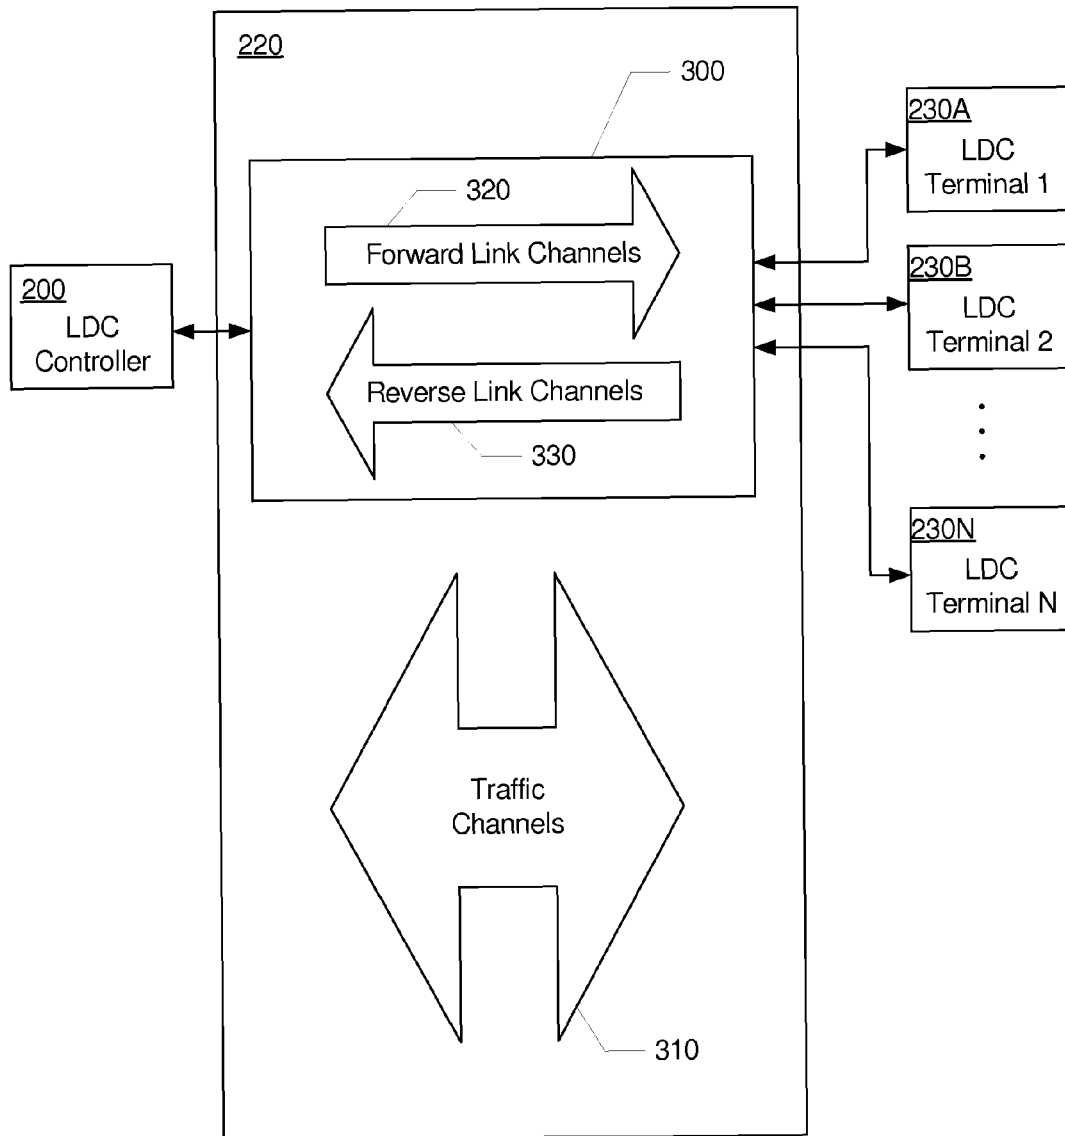 220
300
320
Forward Link Channels
Reverse Link Channels
330
200
LDC
Controller
230A
LDC
Terminal 1
230B
LDC
Terminal 2
230N
LDC
Terminal N
Traffic
Channels
310